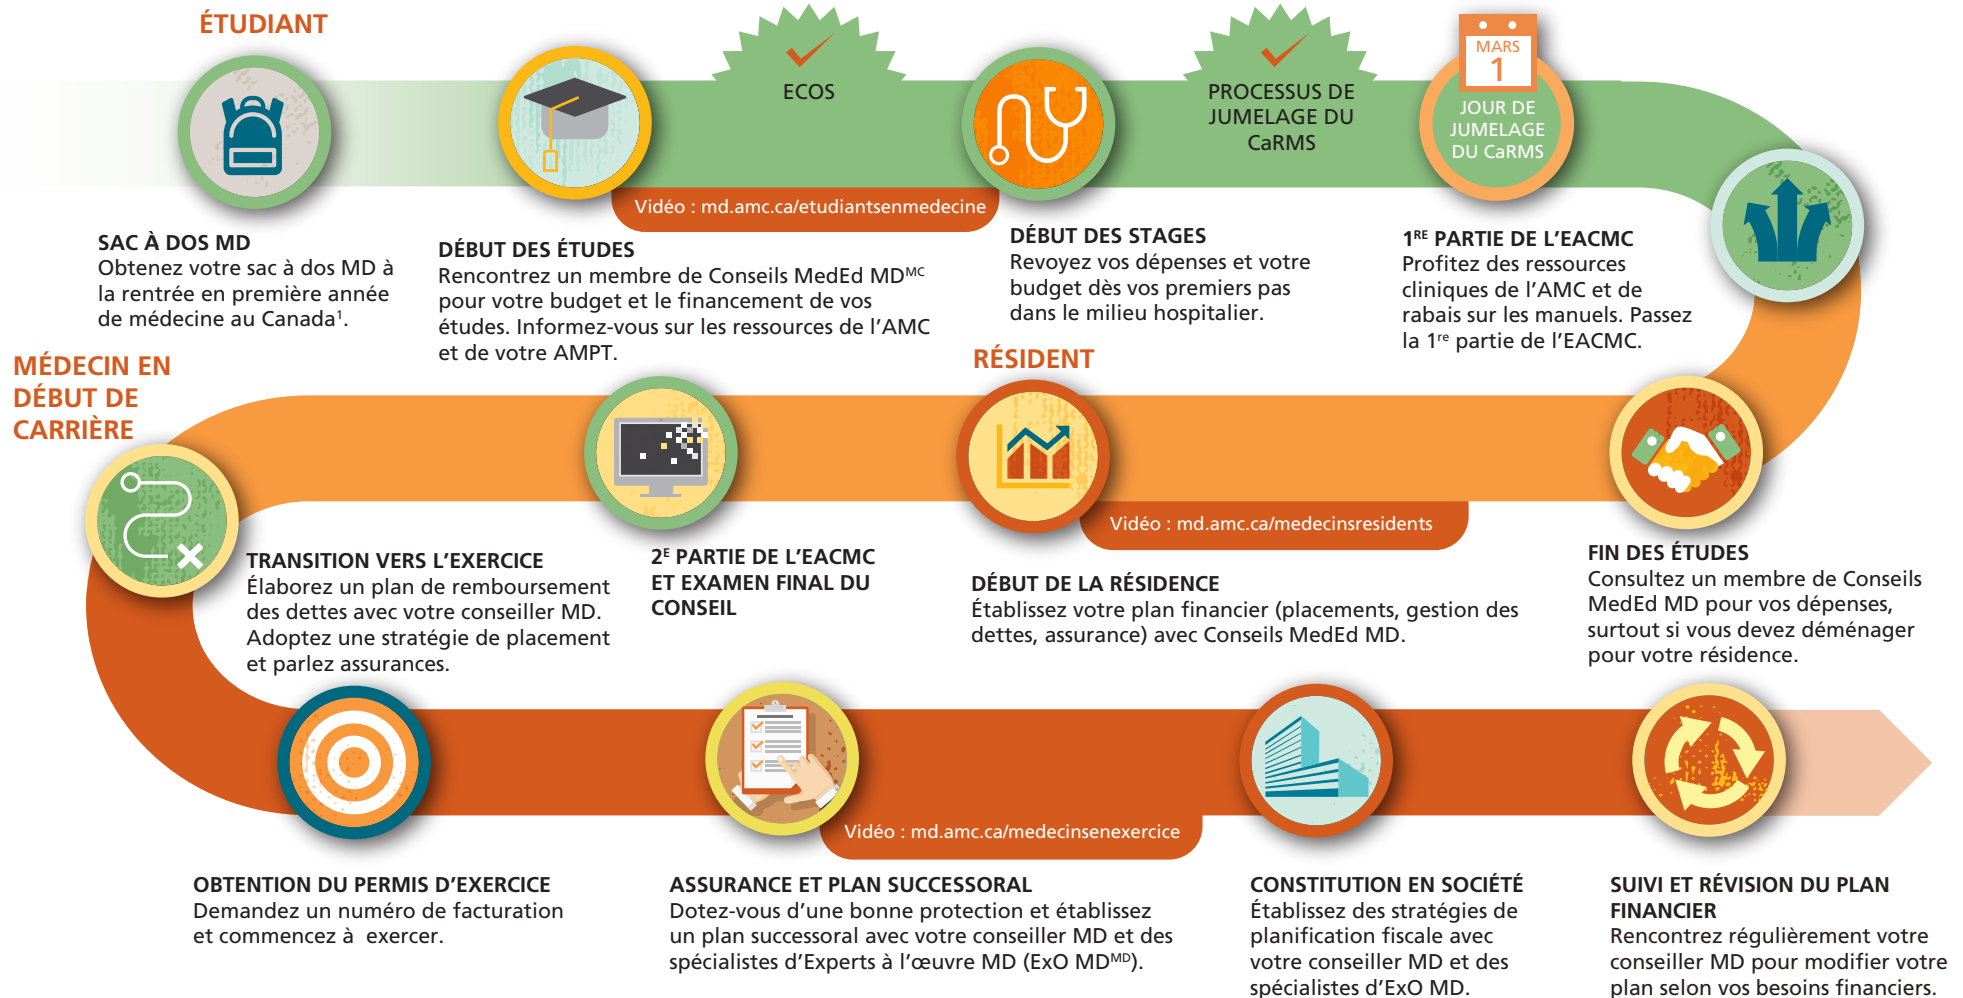 ÉTUDIANT
ECOS
PROCESSUS DE
JUMELAGE DU
CaRMS
MARS
1
JOUR DE
JUMELAGE
DU CaRMS
Vidéo : md.amc.ca/etudiantsenmedecine
SAC À DOS MD
Obtenez votre sac à dos MD à
la rentrée en première année
de médecine au Canada¹.
DÉBUT DES ÉTUDES
Rencontrez un membre de Conseils MedEd MDᴹᶜ
pour votre budget et le financement de vos
études. Informez-vous sur les ressources de l’AMC
et de votre AMPT.
DÉBUT DES STAGES
Revoyez vos dépenses et votre
budget dès vos premiers pas
dans le milieu hospitalier.
1ᴿᴱ PARTIE DE L’EACMC
Profitez des ressources
cliniques de l’AMC et de
rabais sur les manuels. Passez
la 1ʳᵉ partie de l’EACMC.
RÉSIDENT
MÉDECIN EN
DÉBUT DE
CARRIÈRE
Vidéo : md.amc.ca/medecinsresidents
FIN DES ÉTUDES
Consultez un membre de Conseils
MedEd MD pour vos dépenses,
surtout si vous devez déménager
pour votre résidence.
DÉBUT DE LA RÉSIDENCE
Établissez votre plan financier (placements, gestion des
dettes, assurance) avec Conseils MedEd MD.
2ᴱ PARTIE DE L’EACMC
ET EXAMEN FINAL DU
CONSEIL
TRANSITION VERS L’EXERCICE
Élaborez un plan de remboursement
des dettes avec votre conseiller MD.
Adoptez une stratégie de placement
et parlez assurances.
Vidéo : md.amc.ca/medecinsenexercice
OBTENTION DU PERMIS D’EXERCICE
Demandez un numéro de facturation
et commencez à exercer.
ASSURANCE ET PLAN SUCCESSORAL
Dotez-vous d’une bonne protection et établissez
un plan successoral avec votre conseiller MD et des
spécialistes d’Experts à l’œuvre MD (ExO MDᴹᴰ).
CONSTITUTION EN SOCIÉTÉ
Établissez des stratégies de
planification fiscale avec
votre conseiller MD et des
spécialistes d’ExO MD.
SUIVI ET RÉVISION DU PLAN
FINANCIER
Rencontrez régulièrement votre
conseiller MD pour modifier votre
plan selon vos besoins financiers.